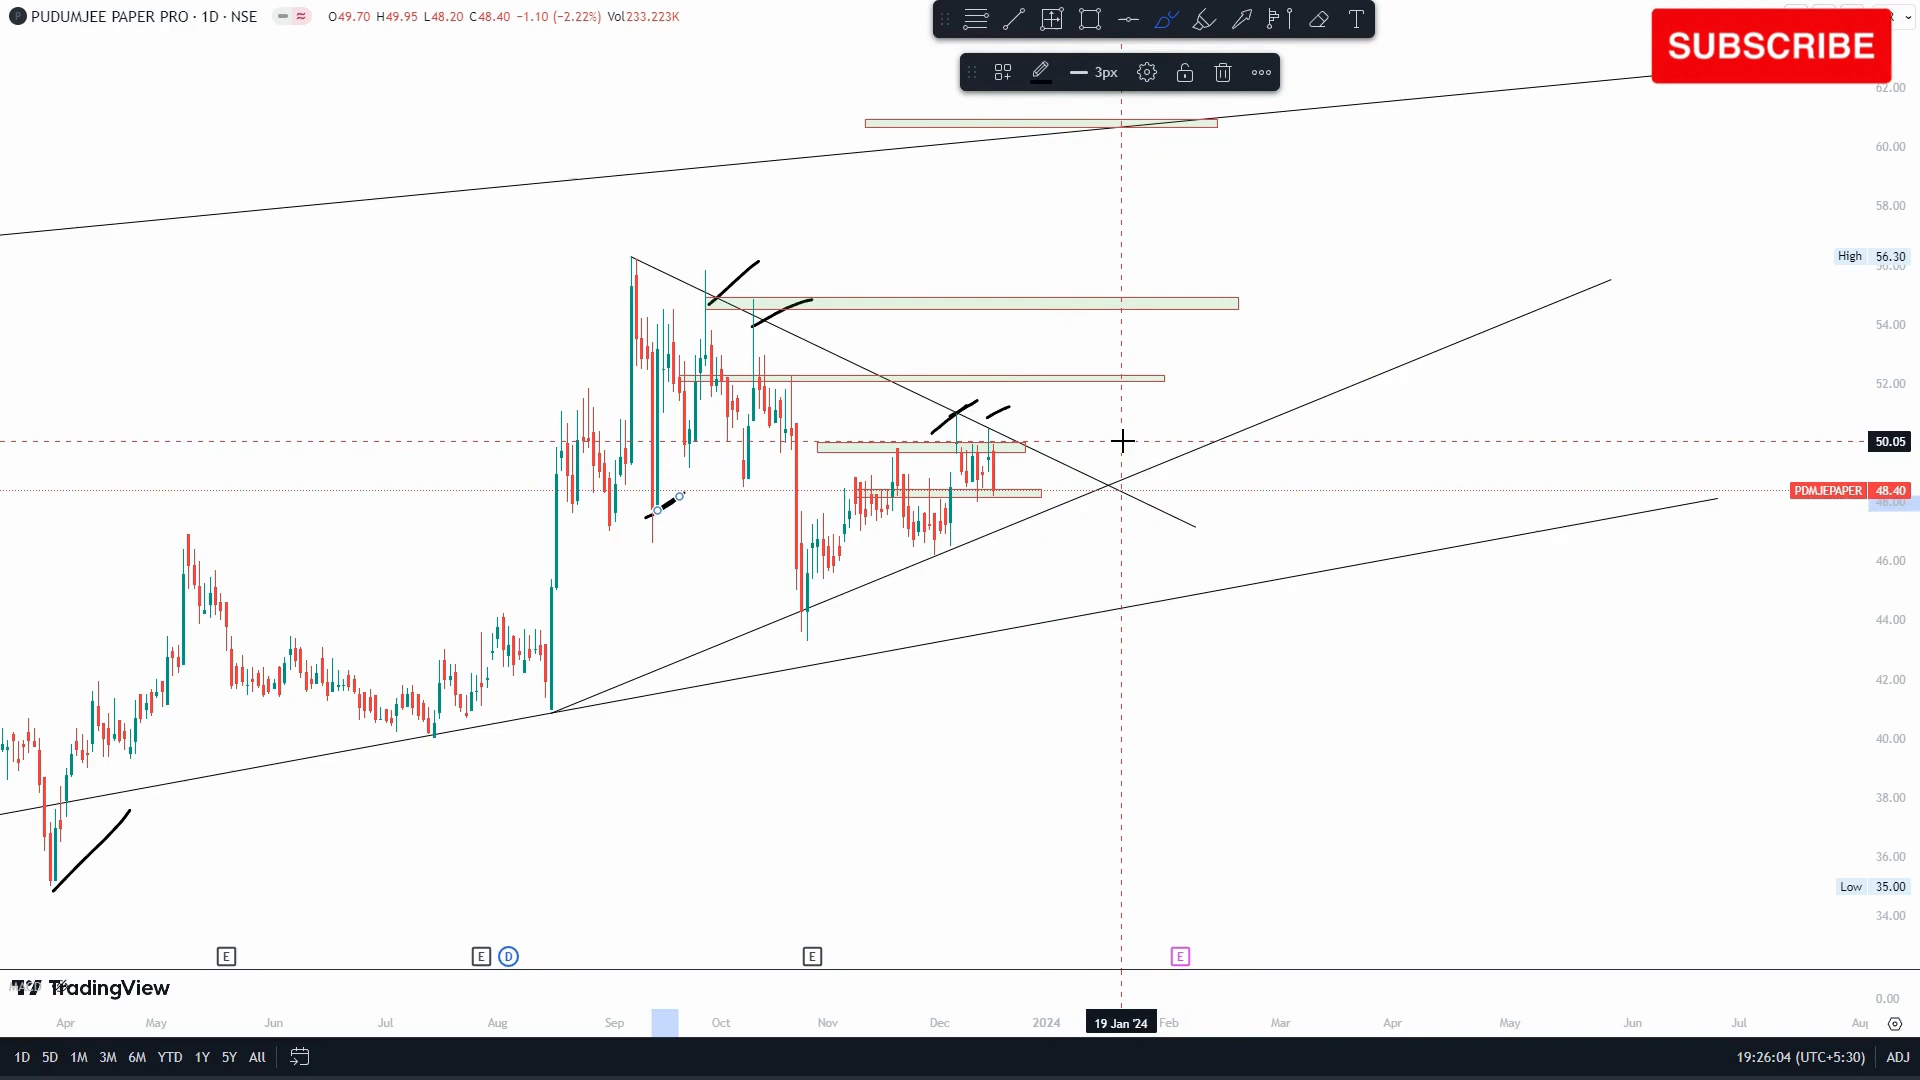 PUDUMJEE PAPER PRO · 1D · NSE
O49.70 H49.95 L48.20 C48.40 −1.10 (−2.22%) Vol233.223K
3px
SUBSCRIBE
62.00
60.00
58.00
High 56.30
56.00
54.00
52.00
50.05
PDMJEPAPER 48.40
48.00
46.00
44.00
42.00
40.00
38.00
36.00
Low 35.00
34.00
E
E
D
E
E
TradingView
0.00
Apr May Jun Jul Aug Sep Oct Nov Dec 2024 19 Jan '24 Feb Mar Apr May Jun Jul
1D 5D 1M 3M 6M YTD 1Y 5Y All
19:26:04 (UTC+5:30) ADJ